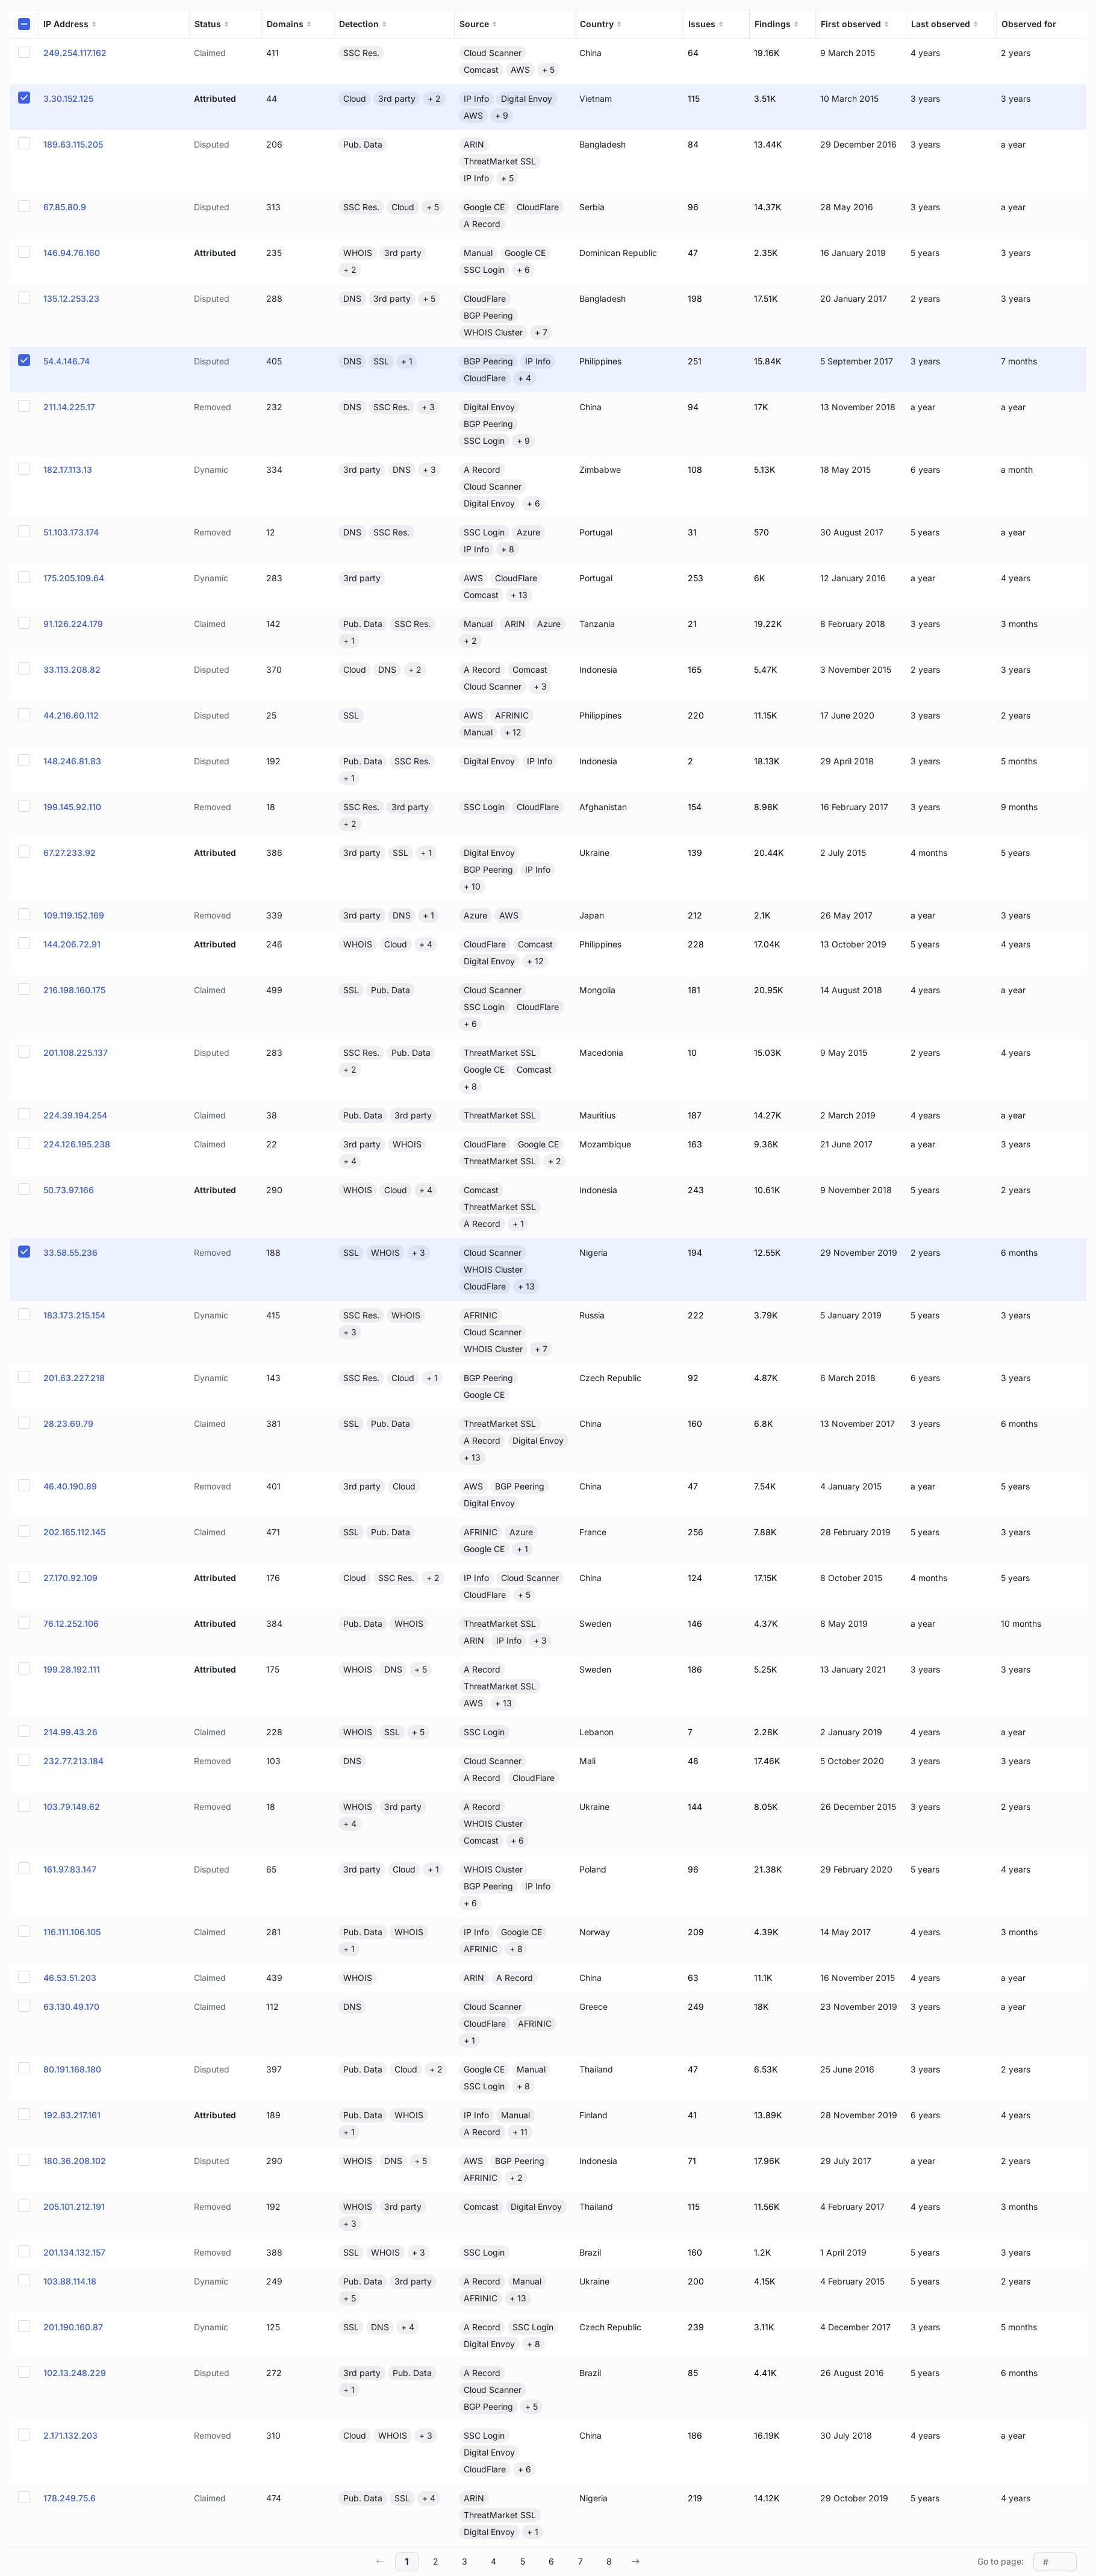 IP Address Status Domains Detection Source Country Issues Findings First observed Last observed Observed for
249.254.117.162 Claimed 411 SSC Res. Cloud Scanner China 64 19.16K 9 March 2015 4 years 2 years
Comcast AWS + 5
3.30.152.125 Attributed 44 Cloud 3rd party + 2 IP Info Digital Envoy Vietnam 115 3.51K 10 March 2015 3 years 3 years
AWS + 9
189.63.115.205 Disputed 206 Pub. Data ARIN Bangladesh 84 13.44K 29 December 2016 3 years a year
ThreatMarket SSL
IP Info + 5
67.85.80.9 Disputed 313 SSC Res. Cloud + 5 Google CE CloudFlare Serbia 96 14.37K 28 May 2016 3 years a year
A Record
146.94.76.160 Attributed 235 WHOIS 3rd party Manual Google CE Dominican Republic 47 2.35K 16 January 2019 5 years 3 years
+ 2 SSC Login + 6
135.12.253.23 Disputed 288 DNS 3rd party + 5 CloudFlare Bangladesh 198 17.51K 20 January 2017 2 years 3 years
BGP Peering
WHOIS Cluster + 7
54.4.146.74 Disputed 405 DNS SSL + 1 BGP Peering IP Info Philippines 251 15.84K 5 September 2017 3 years 7 months
CloudFlare + 4
211.14.225.17 Removed 232 DNS SSC Res. + 3 Digital Envoy China 94 17K 13 November 2018 a year a year
BGP Peering
SSC Login + 9
182.17.113.13 Dynamic 334 3rd party DNS + 3 A Record Zimbabwe 108 5.13K 18 May 2015 6 years a month
Cloud Scanner
Digital Envoy + 6
51.103.173.174 Removed 12 DNS SSC Res. SSC Login Azure Portugal 31 570 30 August 2017 5 years a year
IP Info + 8
175.205.109.64 Dynamic 283 3rd party AWS CloudFlare Portugal 253 6K 12 January 2016 a year 4 years
Comcast + 13
91.126.224.179 Claimed 142 Pub. Data SSC Res. Manual ARIN Azure Tanzania 21 19.22K 8 February 2018 3 years 3 months
+ 1 + 2
33.113.208.82 Disputed 370 Cloud DNS + 2 A Record Comcast Indonesia 165 5.47K 3 November 2015 2 years 3 years
Cloud Scanner + 3
44.216.60.112 Disputed 25 SSL AWS AFRINIC Philippines 220 11.15K 17 June 2020 3 years 2 years
Manual + 12
148.246.81.83 Disputed 192 Pub. Data SSC Res. Digital Envoy IP Info Indonesia 2 18.13K 29 April 2018 3 years 5 months
+ 1
199.145.92.110 Removed 18 SSC Res. 3rd party SSC Login CloudFlare Afghanistan 154 8.98K 16 February 2017 3 years 9 months
+ 2
67.27.233.92 Attributed 386 3rd party SSL + 1 Digital Envoy Ukraine 139 20.44K 2 July 2015 4 months 5 years
BGP Peering IP Info
+ 10
109.119.152.169 Removed 339 3rd party DNS + 1 Azure AWS Japan 212 2.1K 26 May 2017 a year 3 years
144.206.72.91 Attributed 246 WHOIS Cloud + 4 CloudFlare Comcast Philippines 228 17.04K 13 October 2019 5 years 4 years
Digital Envoy + 12
216.198.160.175 Claimed 499 SSL Pub. Data Cloud Scanner Mongolia 181 20.95K 14 August 2018 4 years a year
SSC Login CloudFlare
+ 6
201.108.225.137 Disputed 283 SSC Res. Pub. Data ThreatMarket SSL Macedonia 10 15.03K 9 May 2015 2 years 4 years
+ 2 Google CE Comcast
+ 8
224.39.194.254 Claimed 38 Pub. Data 3rd party ThreatMarket SSL Mauritius 187 14.27K 2 March 2019 4 years a year
224.126.195.238 Claimed 22 3rd party WHOIS CloudFlare Google CE Mozambique 163 9.36K 21 June 2017 a year 3 years
+ 4 ThreatMarket SSL + 2
50.73.97.166 Attributed 290 WHOIS Cloud + 4 Comcast Indonesia 243 10.61K 9 November 2018 5 years 2 years
ThreatMarket SSL
A Record + 1
33.58.55.236 Removed 188 SSL WHOIS + 3 Cloud Scanner Nigeria 194 12.55K 29 November 2019 2 years 6 months
WHOIS Cluster
CloudFlare + 13
183.173.215.154 Dynamic 415 SSC Res. WHOIS AFRINIC Russia 222 3.79K 5 January 2019 5 years 3 years
+ 3 Cloud Scanner
WHOIS Cluster + 7
201.63.227.218 Dynamic 143 SSC Res. Cloud + 1 BGP Peering Czech Republic 92 4.87K 6 March 2018 6 years 3 years
Google CE
28.23.69.79 Claimed 381 SSL Pub. Data ThreatMarket SSL China 160 6.8K 13 November 2017 3 years 6 months
A Record Digital Envoy
+ 13
46.40.190.89 Removed 401 3rd party Cloud AWS BGP Peering China 47 7.54K 4 January 2015 a year 5 years
Digital Envoy
202.165.112.145 Claimed 471 SSL Pub. Data AFRINIC Azure France 256 7.88K 28 February 2019 5 years 3 years
Google CE + 1
27.170.92.109 Attributed 176 Cloud SSC Res. + 2 IP Info Cloud Scanner China 124 17.15K 8 October 2015 4 months 5 years
CloudFlare + 5
76.12.252.106 Attributed 384 Pub. Data WHOIS ThreatMarket SSL Sweden 146 4.37K 8 May 2019 a year 10 months
ARIN IP Info + 3
199.28.192.111 Attributed 175 WHOIS DNS + 5 A Record Sweden 186 5.25K 13 January 2021 3 years 3 years
ThreatMarket SSL
AWS + 13
214.99.43.26 Claimed 228 WHOIS SSL + 5 SSC Login Lebanon 7 2.28K 2 January 2019 4 years a year
232.77.213.184 Removed 103 DNS Cloud Scanner Mali 48 17.46K 5 October 2020 3 years 3 years
A Record CloudFlare
103.79.149.62 Removed 18 WHOIS 3rd party A Record Ukraine 144 8.05K 26 December 2015 3 years 2 years
+ 4 WHOIS Cluster
Comcast + 6
161.97.83.147 Disputed 65 3rd party Cloud + 1 WHOIS Cluster Poland 96 21.38K 29 February 2020 5 years 4 years
BGP Peering IP Info
+ 6
116.111.106.105 Claimed 281 Pub. Data WHOIS IP Info Google CE Norway 209 4.39K 14 May 2017 4 years 3 months
+ 1 AFRINIC + 8
46.53.51.203 Claimed 439 WHOIS ARIN A Record China 63 11.1K 16 November 2015 4 years a year
63.130.49.170 Claimed 112 DNS Cloud Scanner Greece 249 18K 23 November 2019 3 years a year
CloudFlare AFRINIC
+ 1
80.191.168.180 Disputed 397 Pub. Data Cloud + 2 Google CE Manual Thailand 47 6.53K 25 June 2016 3 years 2 years
SSC Login + 8
192.83.217.161 Attributed 189 Pub. Data WHOIS IP Info Manual Finland 41 13.89K 28 November 2019 6 years 4 years
+ 1 A Record + 11
180.36.208.102 Disputed 290 WHOIS DNS + 5 AWS BGP Peering Indonesia 71 17.96K 29 July 2017 a year 2 years
AFRINIC + 2
205.101.212.191 Removed 192 WHOIS 3rd party Comcast Digital Envoy Thailand 115 11.56K 4 February 2017 4 years 3 months
+ 3
201.134.132.157 Removed 388 SSL WHOIS + 3 SSC Login Brazil 160 1.2K 1 April 2019 5 years 3 years
103.88.114.18 Dynamic 249 Pub. Data 3rd party A Record Manual Ukraine 200 4.15K 4 February 2015 5 years 2 years
+ 5 AFRINIC + 13
201.190.160.87 Dynamic 125 SSL DNS + 4 A Record SSC Login Czech Republic 239 3.11K 4 December 2017 3 years 5 months
Digital Envoy + 8
102.13.248.229 Disputed 272 3rd party Pub. Data A Record Brazil 85 4.41K 26 August 2016 5 years 6 months
+ 1 Cloud Scanner
BGP Peering + 5
2.171.132.203 Removed 310 Cloud WHOIS + 3 SSC Login China 186 16.19K 30 July 2018 4 years a year
Digital Envoy
CloudFlare + 6
178.249.75.6 Claimed 474 Pub. Data SSL + 4 ARIN Nigeria 219 14.12K 29 October 2019 5 years 4 years
ThreatMarket SSL
Digital Envoy + 1
← 1 2 3 4 5 6 7 8 → Go to page: #